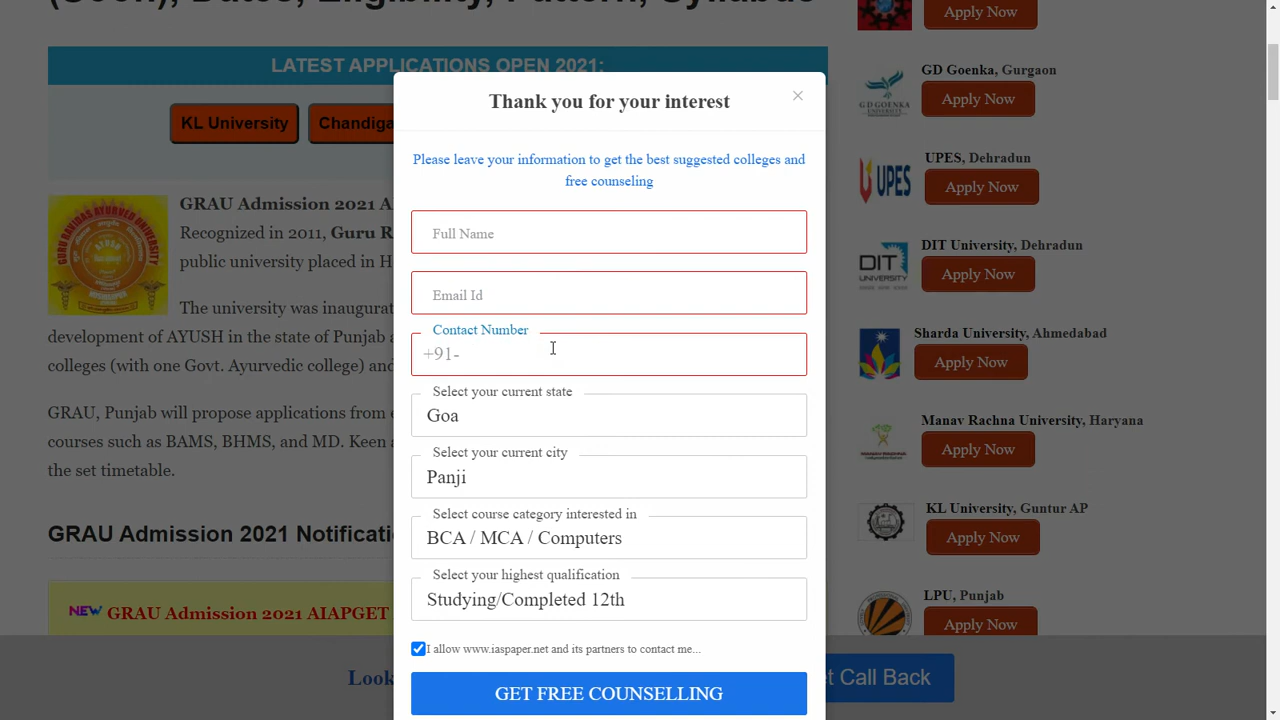 (Soon), Dates, Eligibility, Pattern, Syllabus
LATEST APPLICATIONS OPEN 2021:
KL University
Chandiga
GRAU Admission 2021 A
Recognized in 2011, Guru R
public university placed in H
The university was inaugurat
development of AYUSH in the state of Punjab a
colleges (with one Govt. Ayurvedic college) and
GRAU, Punjab will propose applications from e
courses such as BAMS, BHMS, and MD. Keen a
the set timetable.
GRAU Admission 2021 Notificatio
NEW GRAU Admission 2021 AIAPGET
Look
Thank you for your interest
×
Please leave your information to get the best suggested colleges and
free counseling
Full Name
Email Id
Contact Number
+91-
Select your current state
Goa
Select your current city
Panji
Select course category interested in
BCA / MCA / Computers
Select your highest qualification
Studying/Completed 12th
I allow www.iaspaper.net and its partners to contact me...
GET FREE COUNSELLING
t Call Back
Apply Now
GD Goenka, Gurgaon
GD GOENKA
UNIVERSITY
Apply Now
UPES, Dehradun
UPES
Apply Now
DIT University, Dehradun
DIT
UNIVERSITY
Apply Now
Sharda University, Ahmedabad
Apply Now
Manav Rachna University, Haryana
Apply Now
KL University, Guntur AP
Apply Now
LPU, Punjab
Apply Now